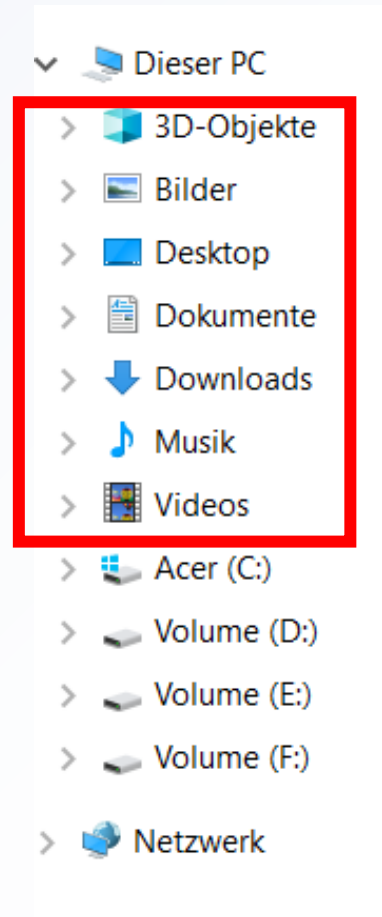 Dieser PC
3D-Objekte
Bilder
Desktop
Dokumente
Downloads
Musik
Videos
Acer (C:)
Volume (D:)
Volume (E:)
Volume (F:)
Netzwerk